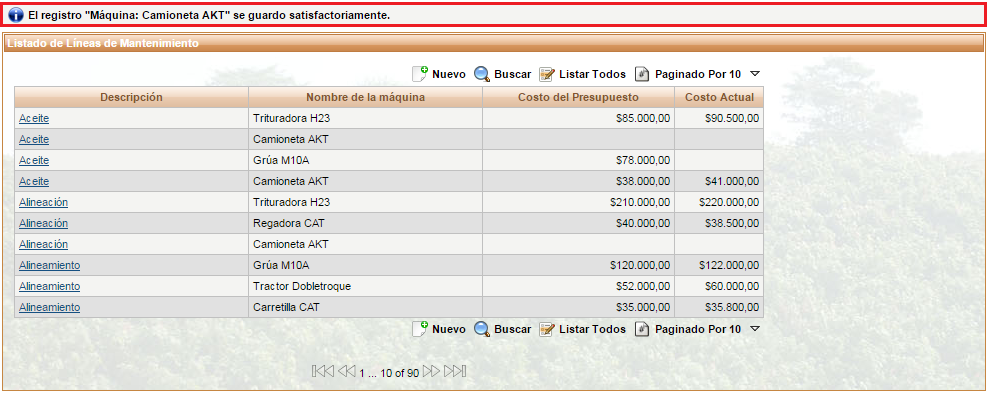 El registro "Máquina: Camioneta AKT" se guardo satisfactoriamente.
Listado de Líneas de Mantenimiento
Nuevo Buscar Listar Todos Paginado Por 10
Descripción Nombre de la máquina Costo del Presupuesto Costo Actual
Aceite Trituradora H23 $85.000,00 $90.500,00
Aceite Camioneta AKT
Aceite Grúa M10A $78.000,00
Aceite Camioneta AKT $38.000,00 $41.000,00
Alineación Trituradora H23 $210.000,00 $220.000,00
Alineación Regadora CAT $40.000,00 $38.500,00
Alineación Camioneta AKT
Alineamiento Grúa M10A $120.000,00 $122.000,00
Alineamiento Tractor Dobletroque $52.000,00 $60.000,00
Alineamiento Carretilla CAT $35.000,00 $35.800,00
Nuevo Buscar Listar Todos Paginado Por 10
1 ... 10 of 90